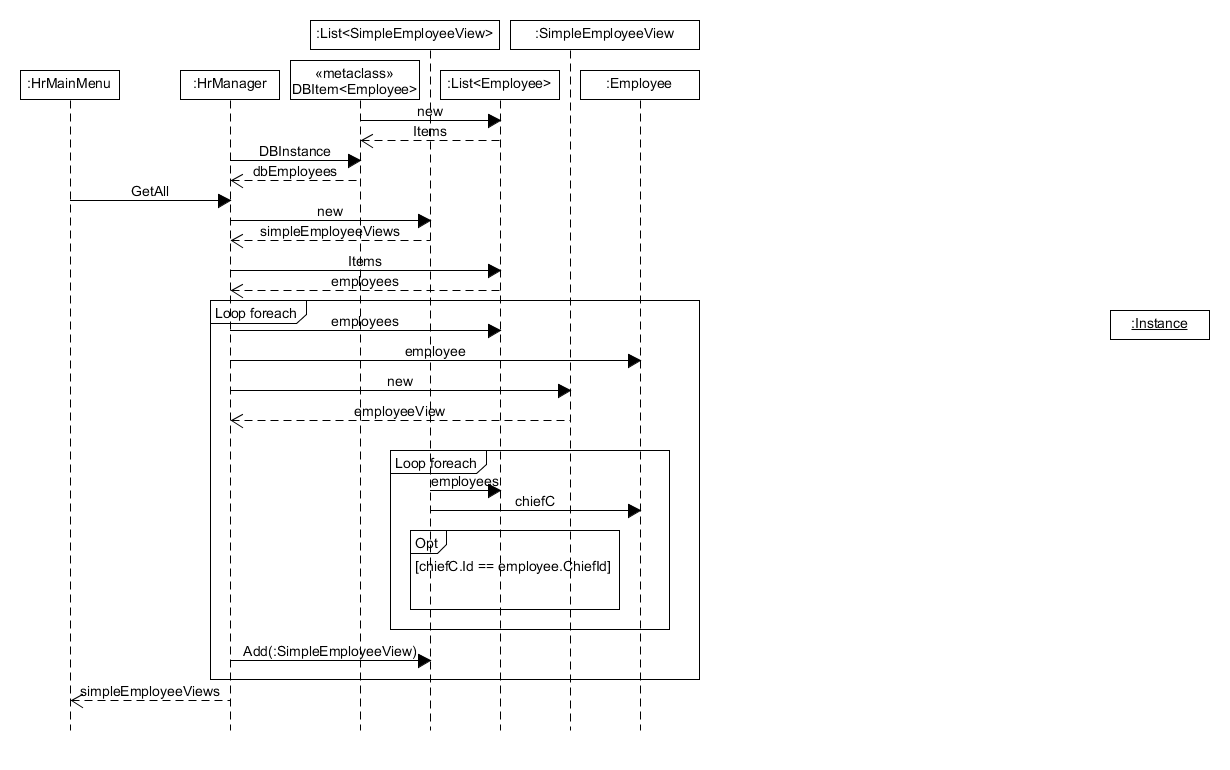 :List<SimpleEmployeeView>
:SimpleEmployeeView
:HrMainMenu
:HrManager
«metaclass»
DBItem<Employee>
:List<Employee>
:Employee
new
Items
DBInstance
dbEmployees
GetAll
new
simpleEmployeeViews
Items
employees
Loop foreach
employees
:Instance
employee
new
employeeView
Loop foreach
employees
chiefC
Opt
[chiefC.Id == employee.ChiefId]
Add(:SimpleEmployeeView)
simpleEmployeeViews